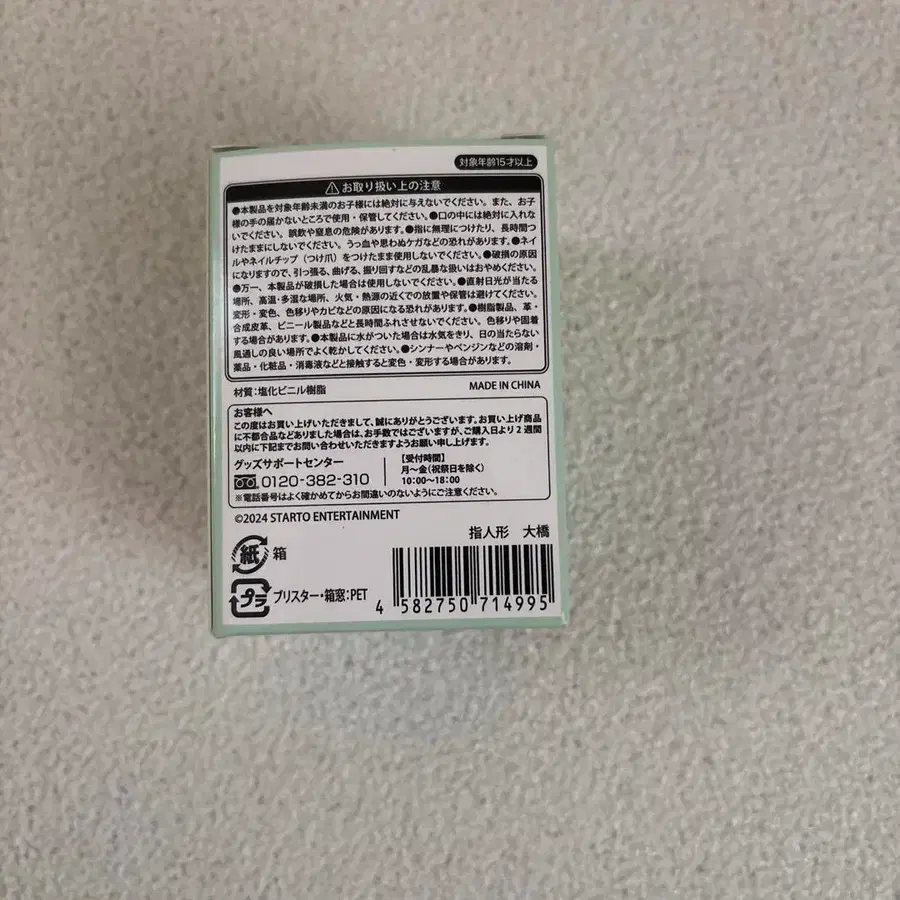 対象年齢15才以上
⚠お取り扱い上の注意
●本製品を対象年齢未満のお子様には絶対に与えないでください。また、お子
様の手の届かないところで使用・保管してください。●口の中には絶対に入れな
いでください。誤飲や窒息の危険があります。●指に無理につけたり、長時間つ
けたままにしないでください。うっ血や思わぬケガなどの恐れがあります。●ネイ
ルやネイルチップ（つけ爪）をつけたまま使用しないでください。●破損の原因
になりますので、引っ張る、曲げる、振り回すなどの乱暴な扱いはおやめください。
●万一、本製品が破損した場合は使用しないでください。●直射日光が当たる
場所、高温・多湿な場所、火気・熱源の近くでの放置や保管は避けてください。
変形・変色、色移りやカビなどの原因になる恐れがあります。●樹脂製品、革・
合成皮革、ビニール製品などと長時間ふれさせないでください。色移りや固着
する場合があります。●本製品に水がついた場合は水気をきり、日の当たらない
風通しの良い場所でよく乾かしてください。●シンナーやベンジンなどの溶剤・
薬品・化粧品・消毒液などと接触すると変色・変形する場合があります。
材質：塩化ビニル樹脂 MADE IN CHINA
お客様へ
この度はお買い上げいただきまして、誠にありがとうございます。お買い上げ商品
に不都合品などありました場合は、お手数ではございますが、ご購入日より2週間
以内に下記までお問い合わせいただきますようお願い申し上げます。
グッズサポートセンター
0120-382-310
【受付時間】
月～金（祝祭日を除く）
10：00～18：00
※電話番号はよく確かめてからお間違いのないようにご注意ください。
©2024 STARTO ENTERTAINMENT
指人形 大橋
紙 箱
プラ ブリスター・箱窓：PET
4 582750 714995